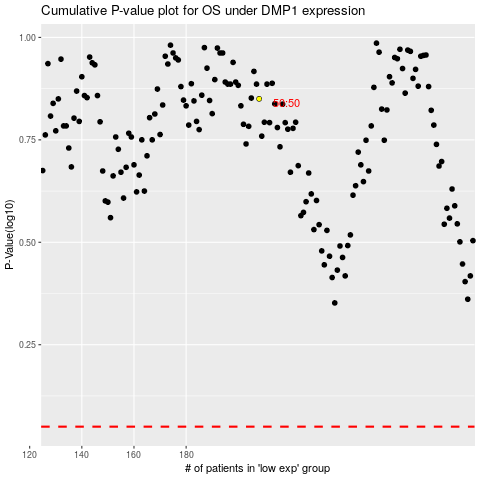 Cumulative P-value plot for OS under DMP1 expression
P-Value(log10)
1.00
0.75
0.50
0.25
50:50
120 140 160 180
# of patients in 'low exp' group